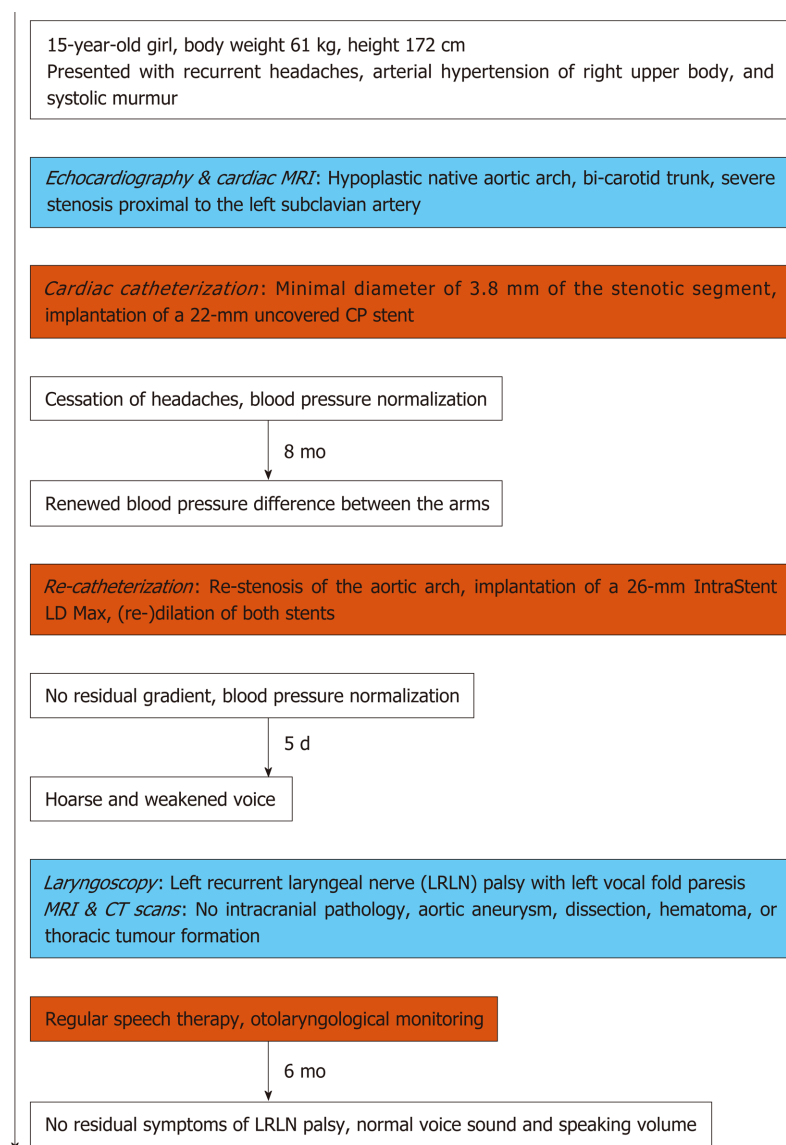 15-year-old girl, body weight 61 kg, height 172 cm
Presented with recurrent headaches, arterial hypertension of right upper body, and
systolic murmur
Echocardiography & cardiac MRI: Hypoplastic native aortic arch, bi-carotid trunk, severe
stenosis proximal to the left subclavian artery
Cardiac catheterization: Minimal diameter of 3.8 mm of the stenotic segment,
implantation of a 22-mm uncovered CP stent
Cessation of headaches, blood pressure normalization
8 mo
Renewed blood pressure difference between the arms
Re-catheterization: Re-stenosis of the aortic arch, implantation of a 26-mm IntraStent
LD Max, (re-)dilation of both stents
No residual gradient, blood pressure normalization
5 d
Hoarse and weakened voice
Laryngoscopy: Left recurrent laryngeal nerve (LRLN) palsy with left vocal fold paresis
MRI & CT scans: No intracranial pathology, aortic aneurysm, dissection, hematoma, or
thoracic tumour formation
Regular speech therapy, otolaryngological monitoring
6 mo
No residual symptoms of LRLN palsy, normal voice sound and speaking volume